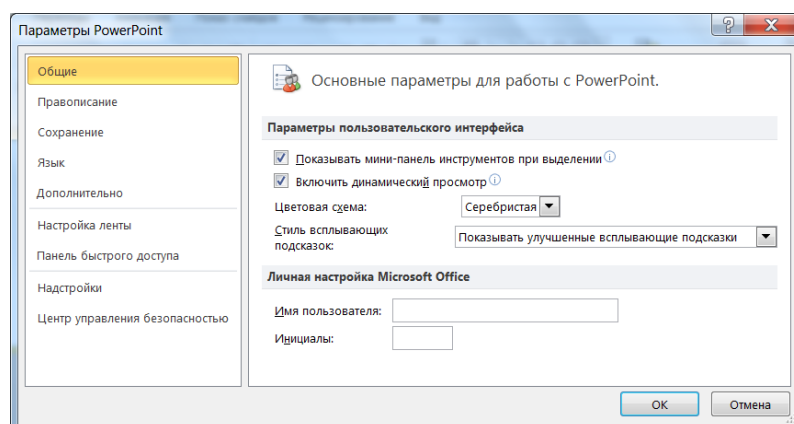 Параметры PowerPoint
Общие
Правописание
Сохранение
Язык
Дополнительно
Настройка ленты
Панель быстрого доступа
Надстройки
Центр управления безопасностью
Основные параметры для работы с PowerPoint.
Параметры пользовательского интерфейса
Показывать мини-панель инструментов при выделении
Включить динамический просмотр
Цветовая схема: Серебристая
Стиль всплывающих
подсказок:
Показывать улучшенные всплывающие подсказки
Личная настройка Microsoft Office
Имя пользователя:
Инициалы:
ОК Отмена